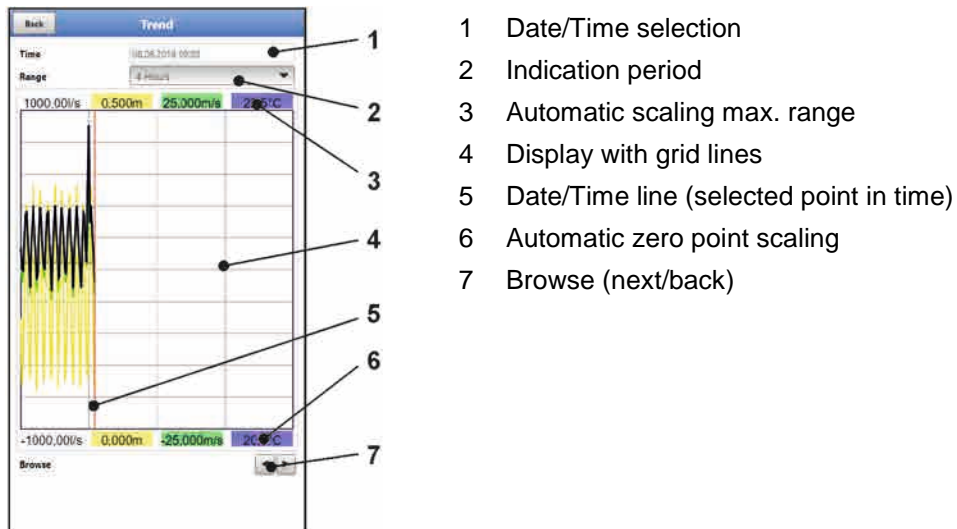 Back Trend
Time
Range
1000,00l/s 0.500m 25.000m/s
-1000,00l/s 0.000m -25.000m/s
Browse
1
2
3
4
5
6
7
1 Date/Time selection
2 Indication period
3 Automatic scaling max. range
4 Display with grid lines
5 Date/Time line (selected point in time)
6 Automatic zero point scaling
7 Browse (next/back)